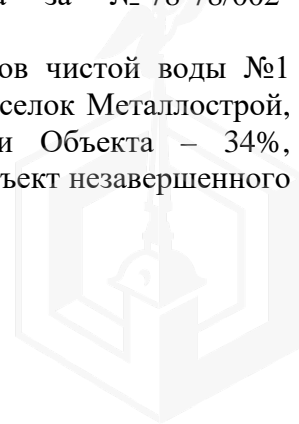 за № 78-78/002
ов чистой воды №1
селок Металлострой,
и Объекта – 34%,
ъект незавершенного